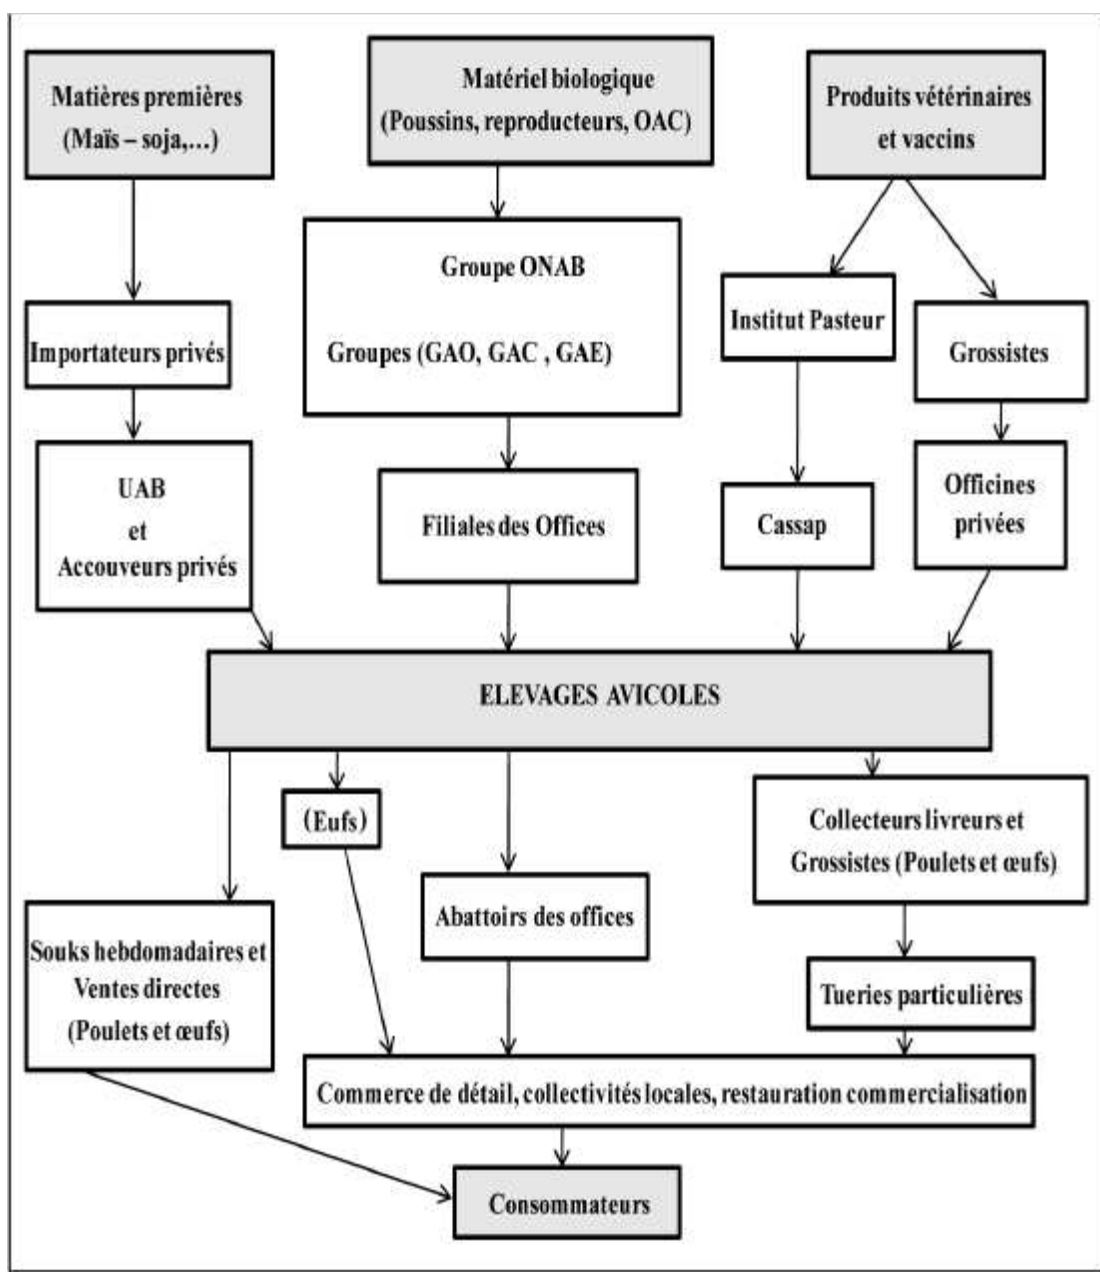 Matières premières
(Maïs – soja,…)
Matériel biologique
(Poussins, reproducteurs, OAC)
Produits vétérinaires
et vaccins
Groupe ONAB
Groupes (GAO, GAC , GAE)
Importateurs privés
Institut Pasteur
Grossistes
UAB
et
Accouveurs privés
Filiales des Offices
Cassap
Officines
privées
ELEVAGES AVICOLES
(Eufs)
Collecteurs livreurs et
Grossistes (Poulets et œufs)
Abattoirs des offices
Souks hebdomadaires et
Ventes directes
(Poulets et œufs)
Tueries particulières
Commerce de détail, collectivités locales, restauration commercialisation
Consommateurs